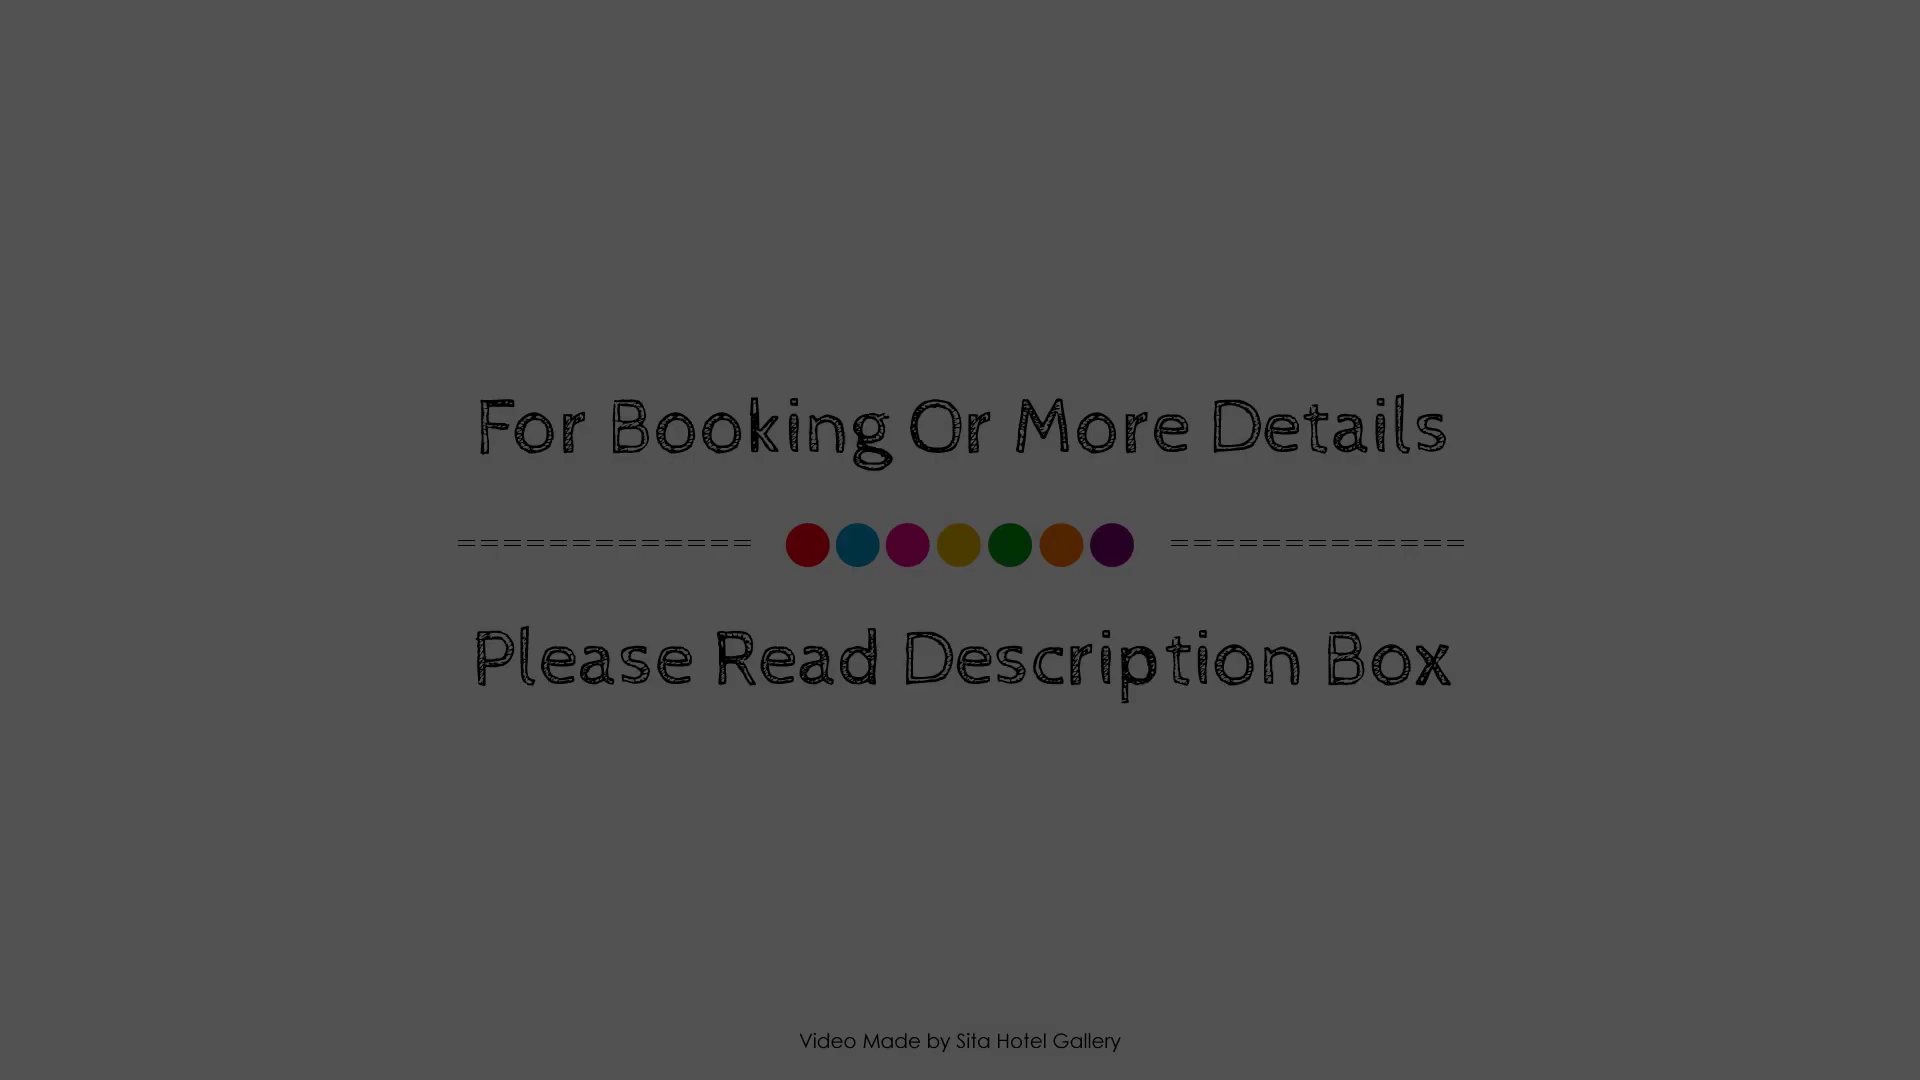 For Booking Or More Details
============= =============
Please Read Description Box
Video Made by Sita Hotel Gallery